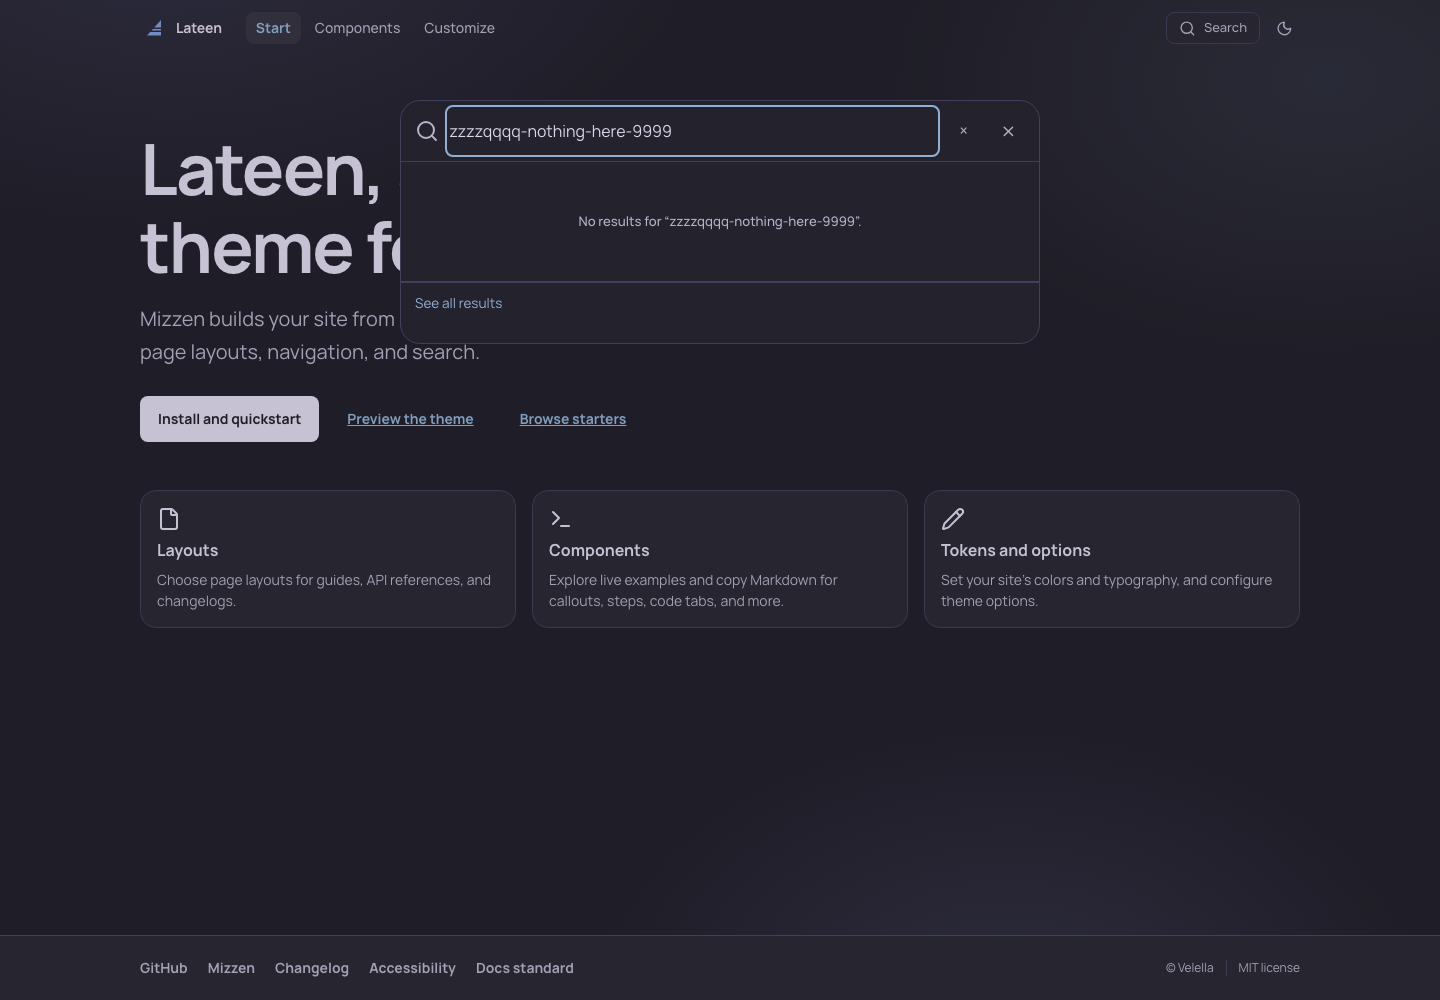 Lateen
Start
Components
Customize
Search
zzzzqqqq-nothing-here-9999
No results for “zzzzqqqq-nothing-here-9999”.
See all results
Lateen,
theme
Mizzen builds your site from
page layouts, navigation, and search.
Install and quickstart
Preview the theme
Browse starters
Layouts
Choose page layouts for guides, API references, and
changelogs.
Components
Explore live examples and copy Markdown for
callouts, steps, code tabs, and more.
Tokens and options
Set your site’s colors and typography, and configure
theme options.
GitHub
Mizzen
Changelog
Accessibility
Docs standard
© Velella
MIT license